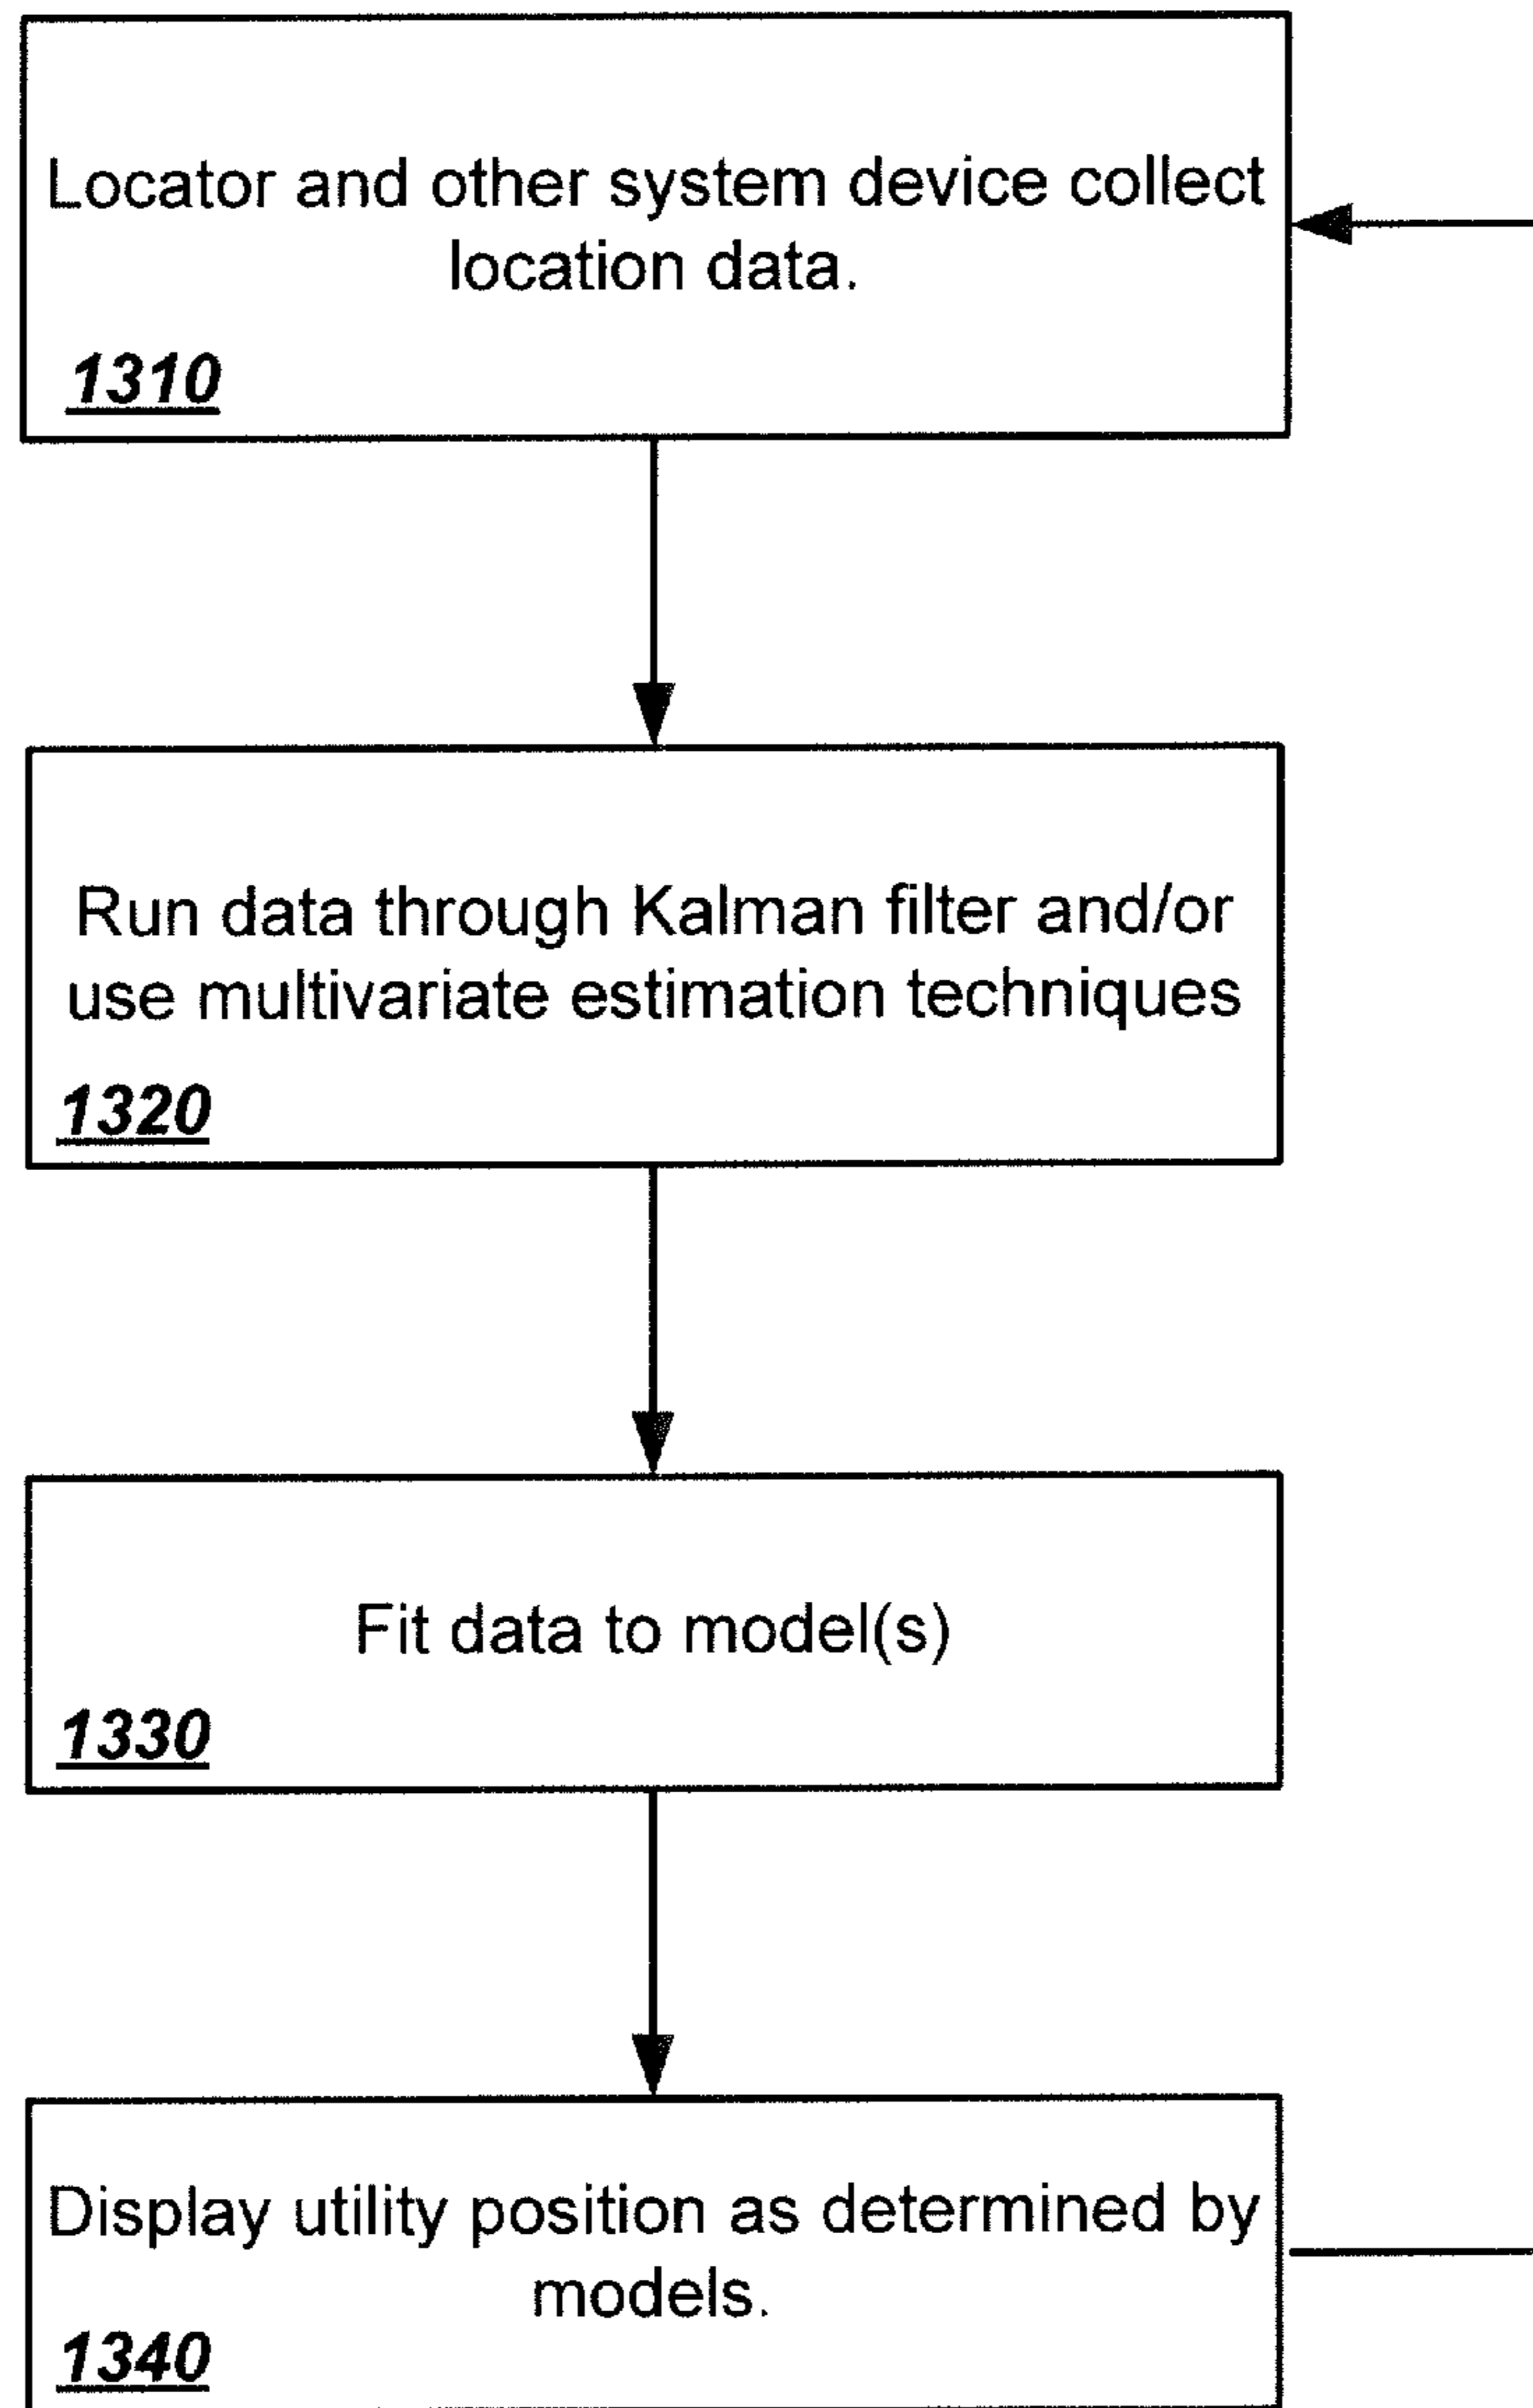 Locator and other system device collect
location data.
1310
Run data through Kalman filter and/or
use multivariate estimation techniques
1320
Fit data to model(s)
1330
Display utility position as determined by
models.
1340